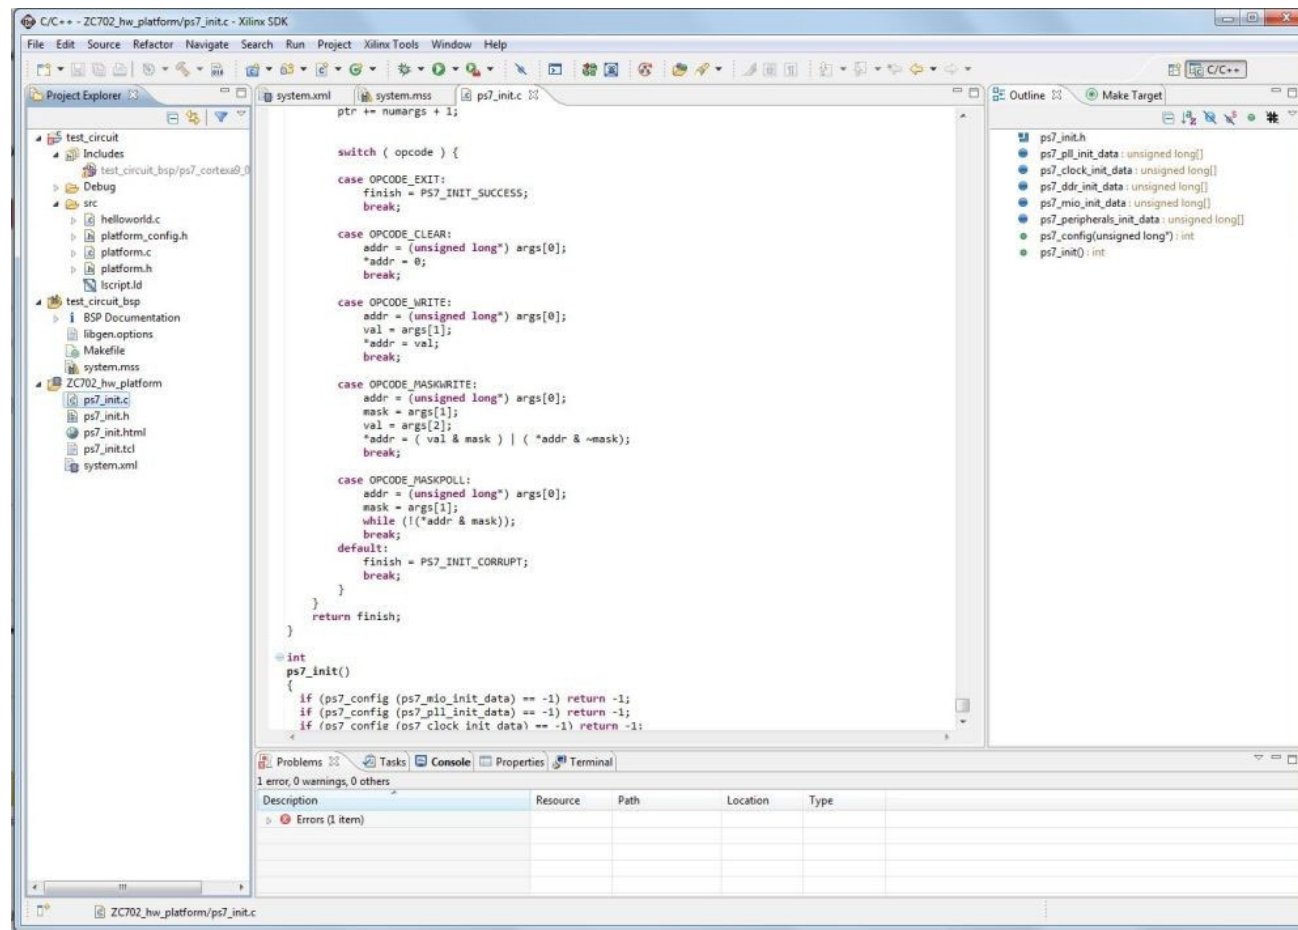 C/C++ - ZC702_hw_platform/ps7_init.c - Xilinx SDK
File Edit Source Refactor Navigate Search Run Project Xilinx Tools Window Help
C/C++
Project Explorer
system.xml system.mss ps7_init.c
Outline Make Target
test_circuit
Includes
test_circuit_bsp/ps7_cortexa9_0
Debug
src
helloworld.c
platform_config.h
platform.c
platform.h
lscript.ld
test_circuit_bsp
BSP Documentation
libgen.options
Makefile
system.mss
ZC702_hw_platform
ps7_init.c
ps7_init.h
ps7_init.html
ps7_init.tcl
system.xml
ptr += numargs + 1;
switch ( opcode ) {
case OPCODE_EXIT:
finish = PS7_INIT_SUCCESS;
break;
case OPCODE_CLEAR:
addr = (unsigned long*) args[0];
*addr = 0;
break;
case OPCODE_WRITE:
addr = (unsigned long*) args[0];
val = args[1];
*addr = val;
break;
case OPCODE_MASKWRITE:
addr = (unsigned long*) args[0];
mask = args[1];
val = args[2];
*addr = ( val & mask ) | ( *addr & ~mask);
break;
case OPCODE_MASKPOLL:
addr = (unsigned long*) args[0];
mask = args[1];
while (!(*addr & mask));
break;
default:
finish = PS7_INIT_CORRUPT;
break;
}
}
return finish;
}
int
ps7_init()
{
if (ps7_config (ps7_mio_init_data) == -1) return -1;
if (ps7_config (ps7_pll_init_data) == -1) return -1;
if (ps7_config (ps7_clock_init_data) == -1) return -1;
ps7_init.h
ps7_pll_init_data : unsigned long[]
ps7_clock_init_data : unsigned long[]
ps7_ddr_init_data : unsigned long[]
ps7_mio_init_data : unsigned long[]
ps7_peripherals_init_data : unsigned long[]
ps7_config(unsigned long*) : int
ps7_init() : int
Problems Tasks Console Properties Terminal
1 error, 0 warnings, 0 others
Description Resource Path Location Type
Errors (1 item)
ZC702_hw_platform/ps7_init.c